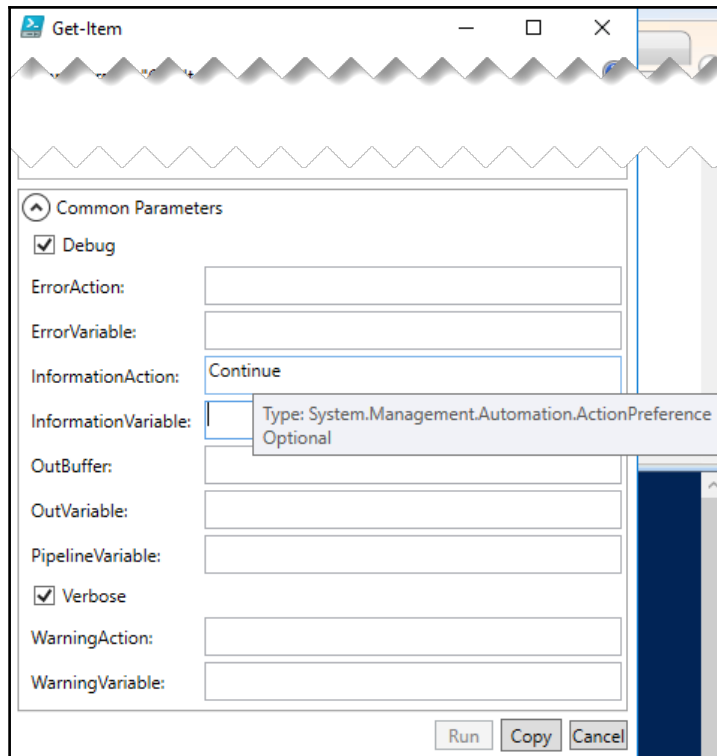 Get-Item
Common Parameters
Debug
ErrorAction:
ErrorVariable:
InformationAction: Continue
InformationVariable:
Type: System.Management.Automation.ActionPreference
Optional
OutBuffer:
OutVariable:
PipelineVariable:
Verbose
WarningAction:
WarningVariable:
Run Copy Cancel